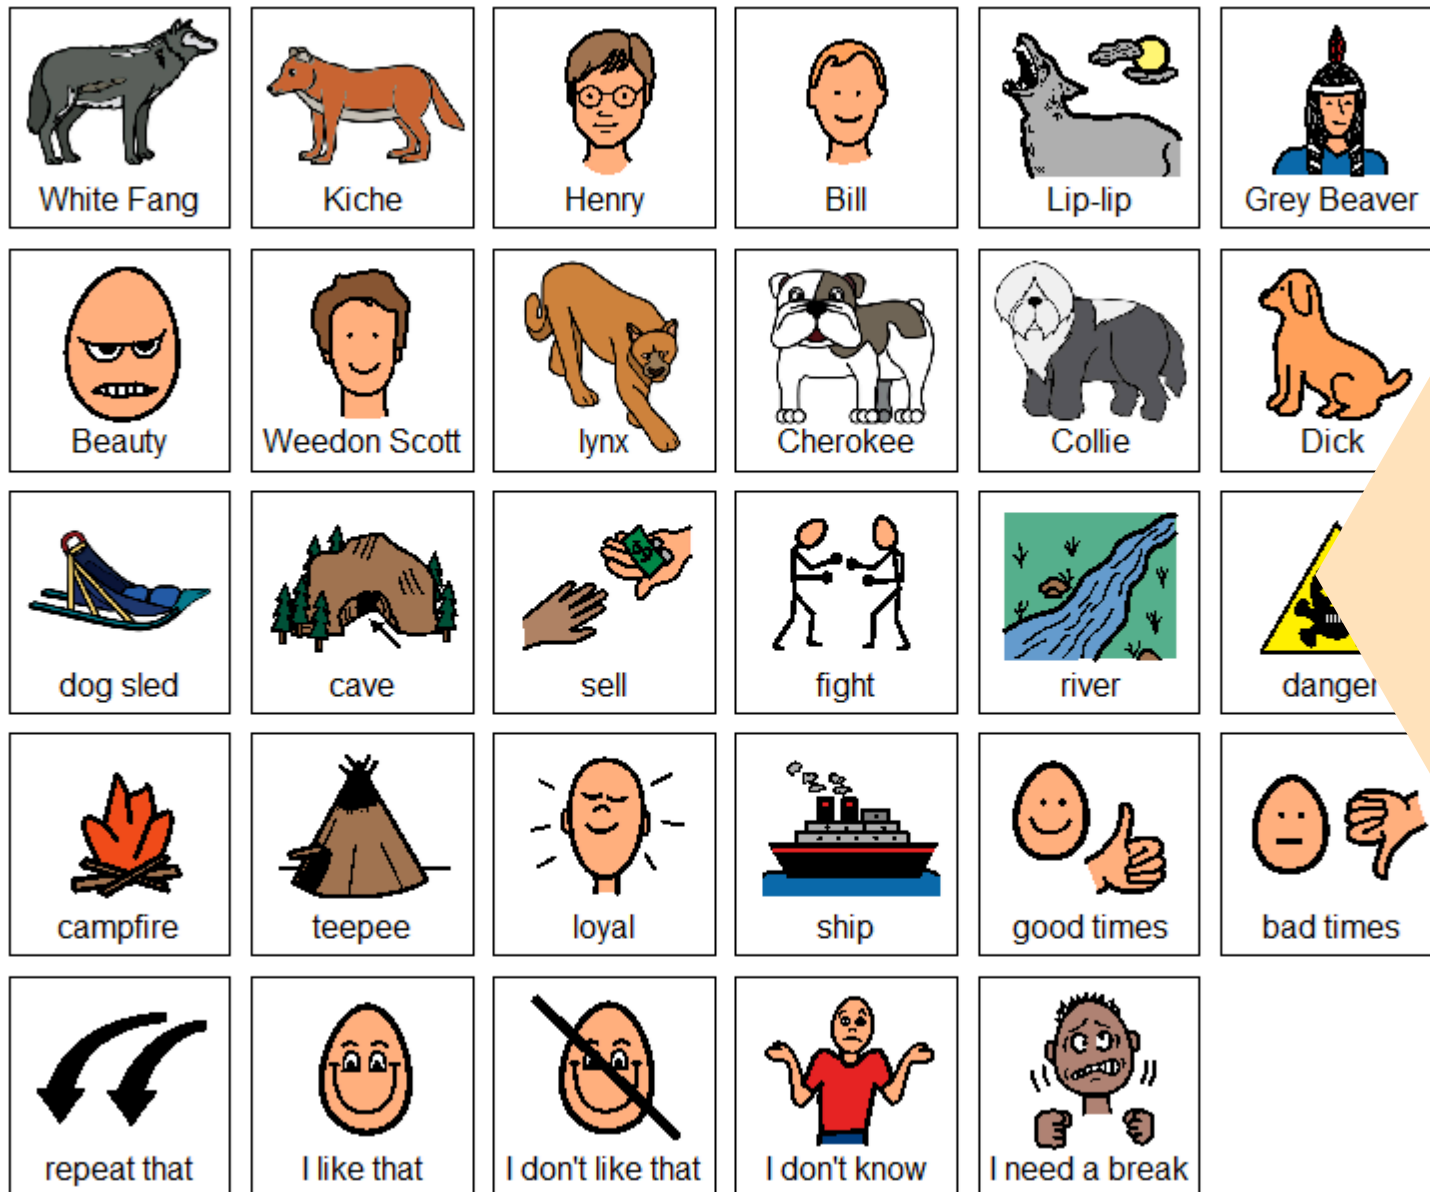 White Fang
Kiche
Henry
Bill
Lip-lip
Grey Beaver
Beauty
Weedon Scott
lynx
Cherokee
Collie
Dick
dog sled
cave
sell
fight
river
danger
campfire
teepee
loyal
ship
good times
bad times
repeat that
I like that
I don't like that
I don't know
I need a break